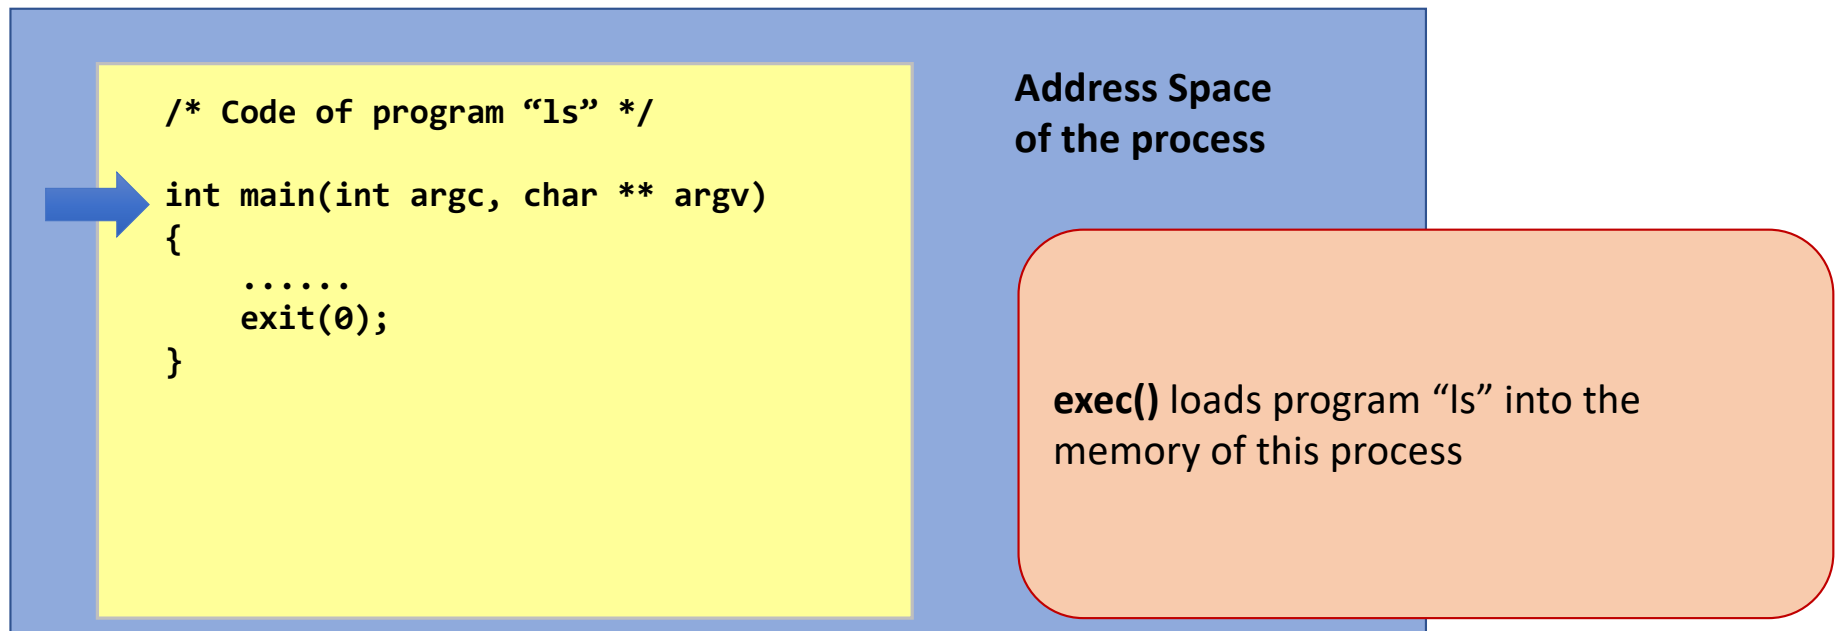 /* Code of program “ls” */
int main(int argc, char ** argv)
{
......
exit(0);
}
Address Space
of the process
exec() loads program “ls” into the
memory of this process